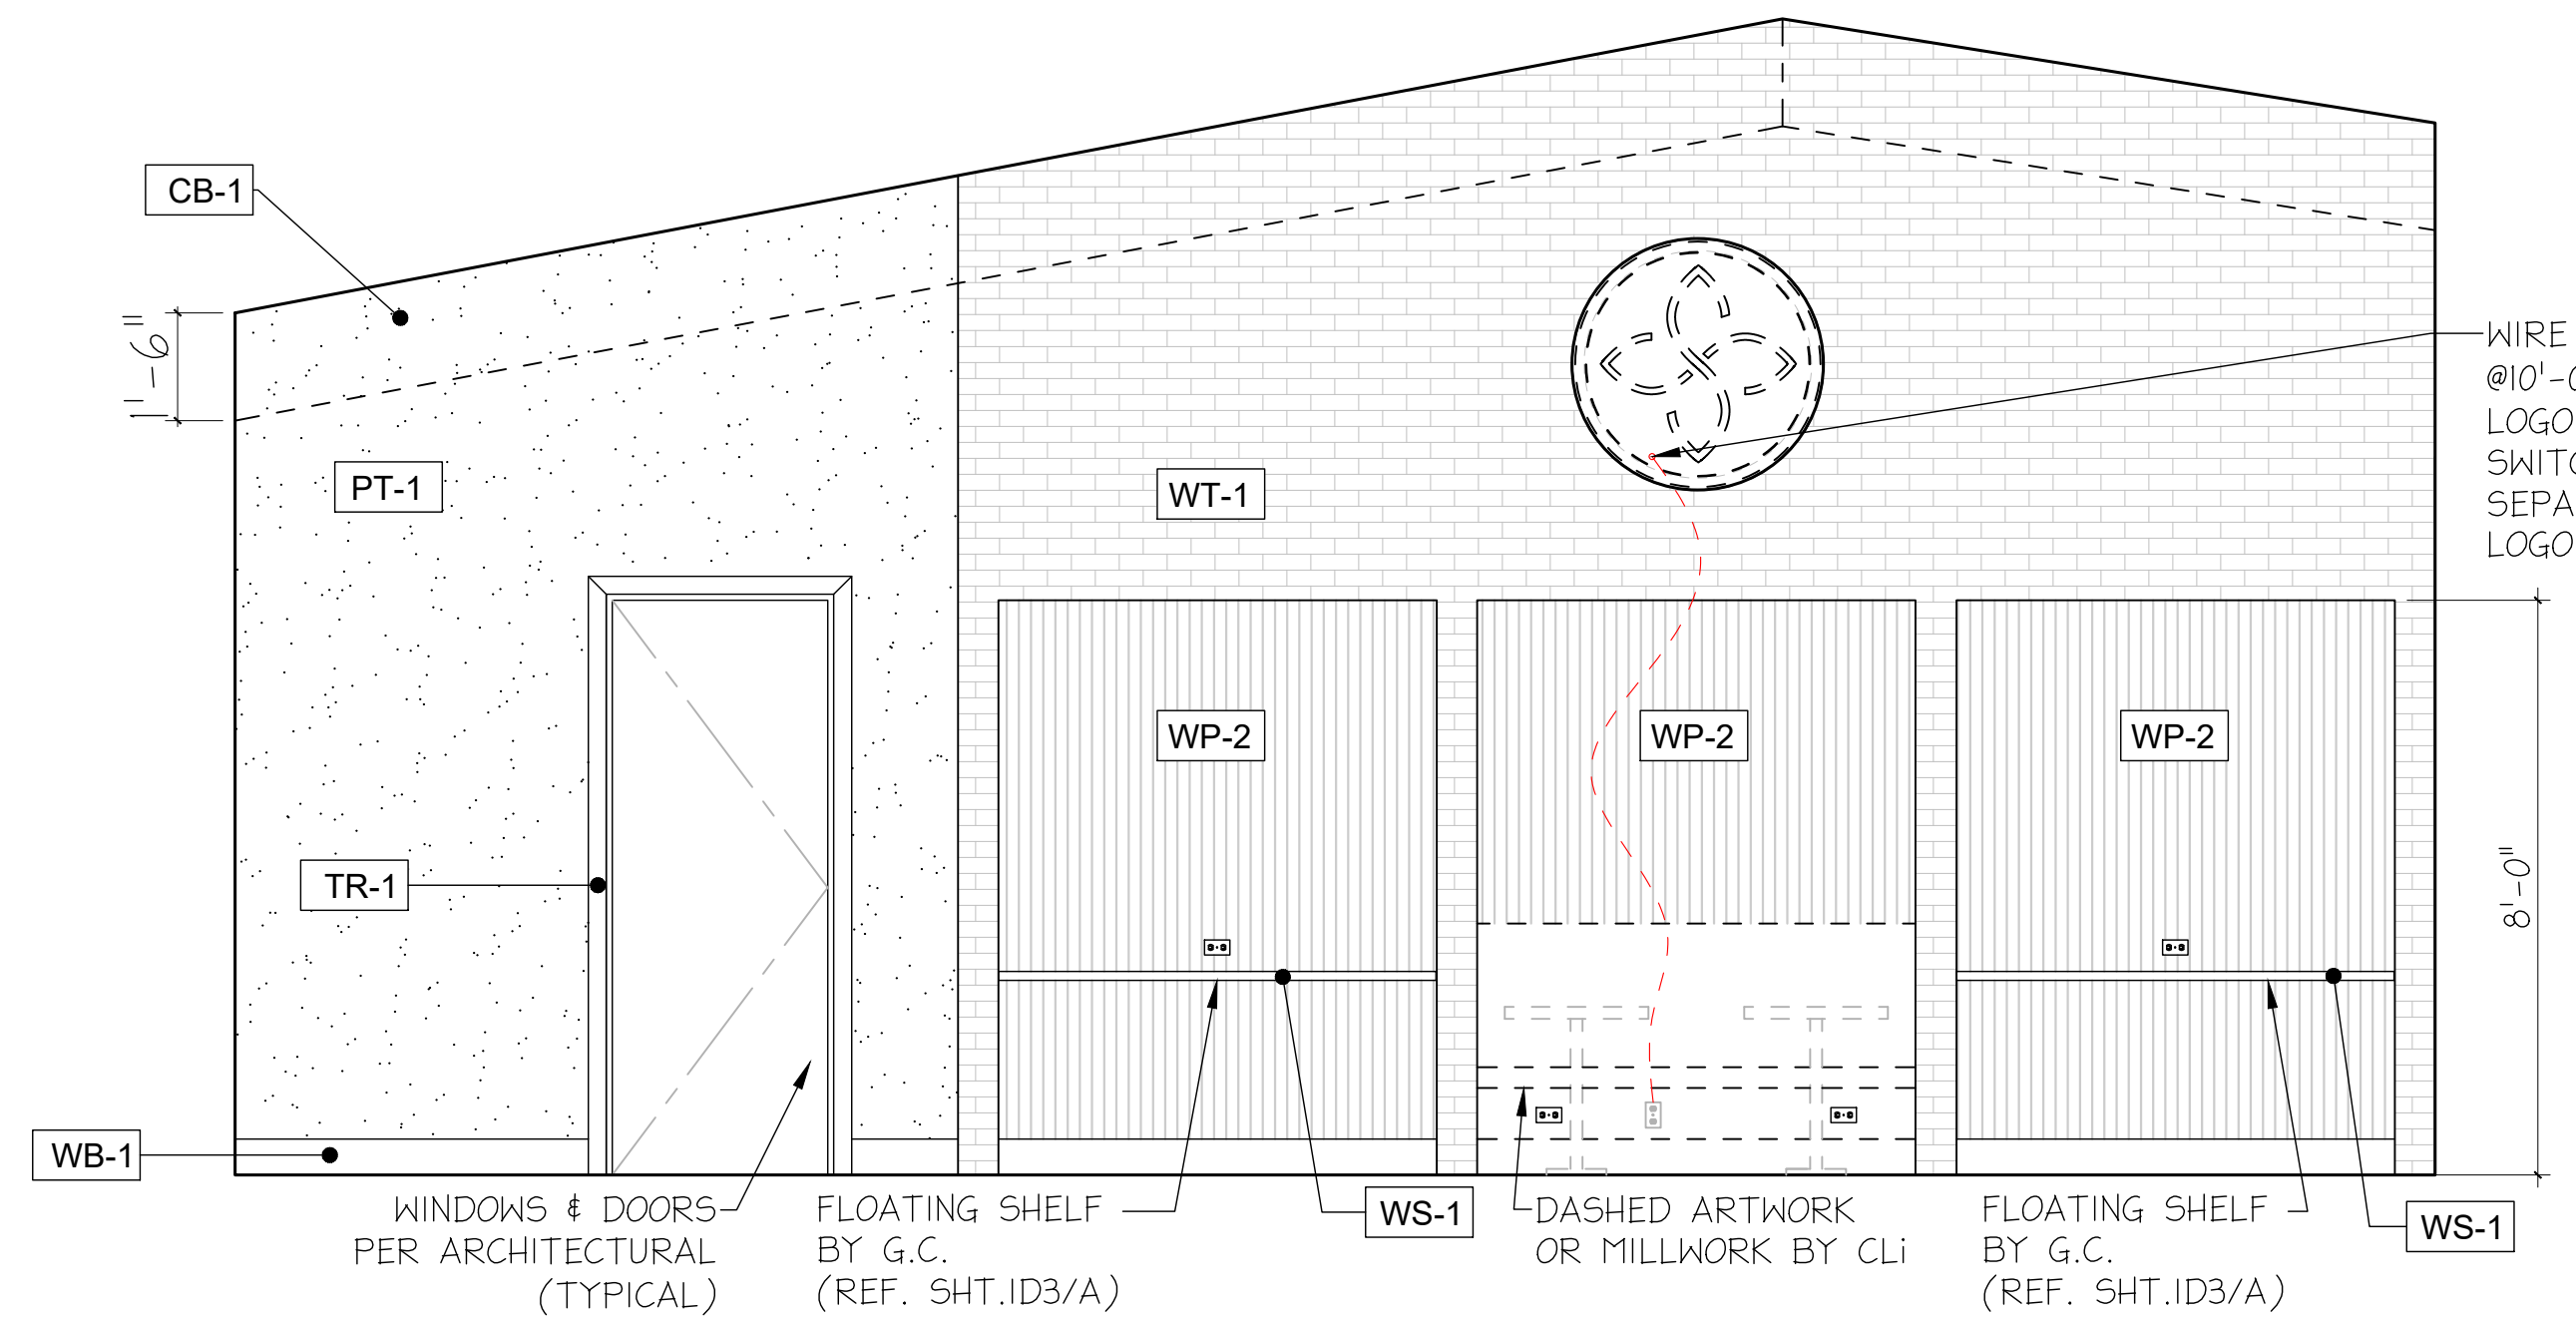 CB-1
1'-6"
WIRE
@10'-0
LOGO
SWITC
SEPA
LOGO
PT-1
WT-1
WP-2
WP-2
WP-2
TR-1
8'-0"
WB-1
WINDOWS & DOORS
PER ARCHITECTURAL
(TYPICAL)
FLOATING SHELF
BY G.C.
(REF. SHT.ID3/A)
WS-1
DASHED ARTWORK
OR MILLWORK BY CLi
FLOATING SHELF
BY G.C.
(REF. SHT.ID3/A)
WS-1